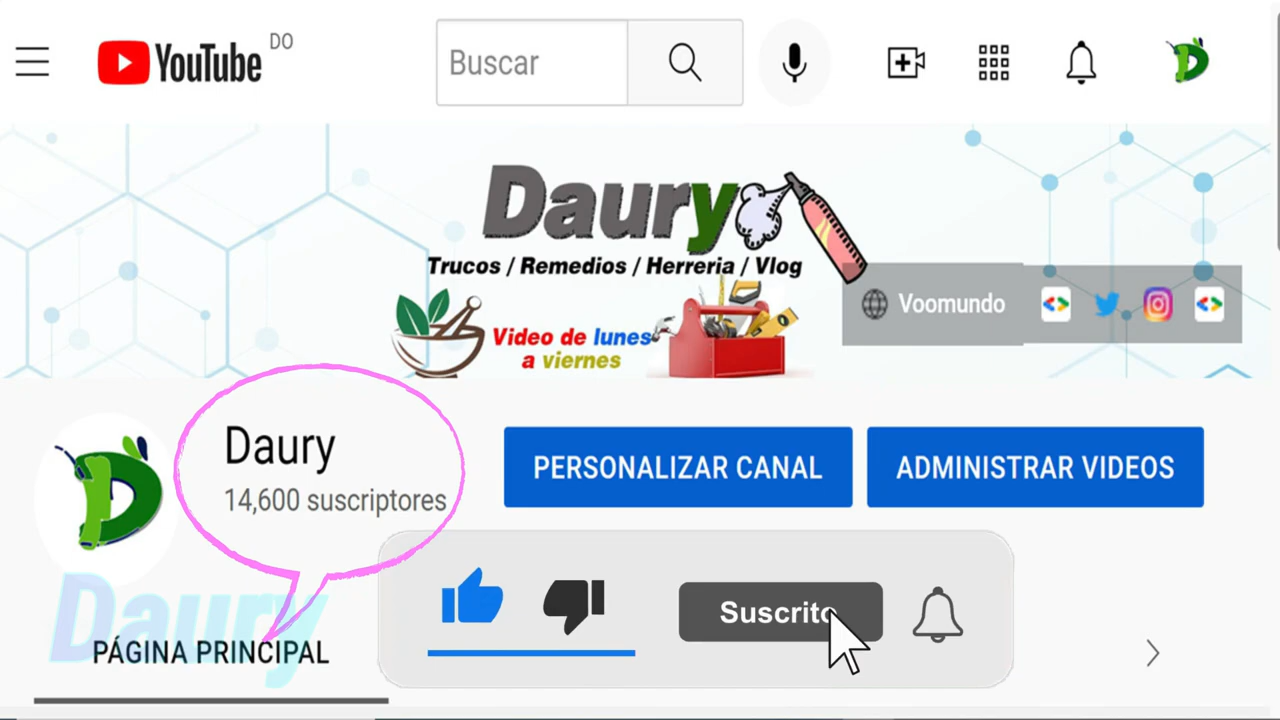 YouTube DO
Buscar
Daury
Trucos / Remedios / Herreria / Vlog
Voomundo
Video de lunes
a viernes
Daury
14,600 suscriptores
PERSONALIZAR CANAL
ADMINISTRAR VIDEOS
Suscrito
Daury
PÁGINA PRINCIPAL